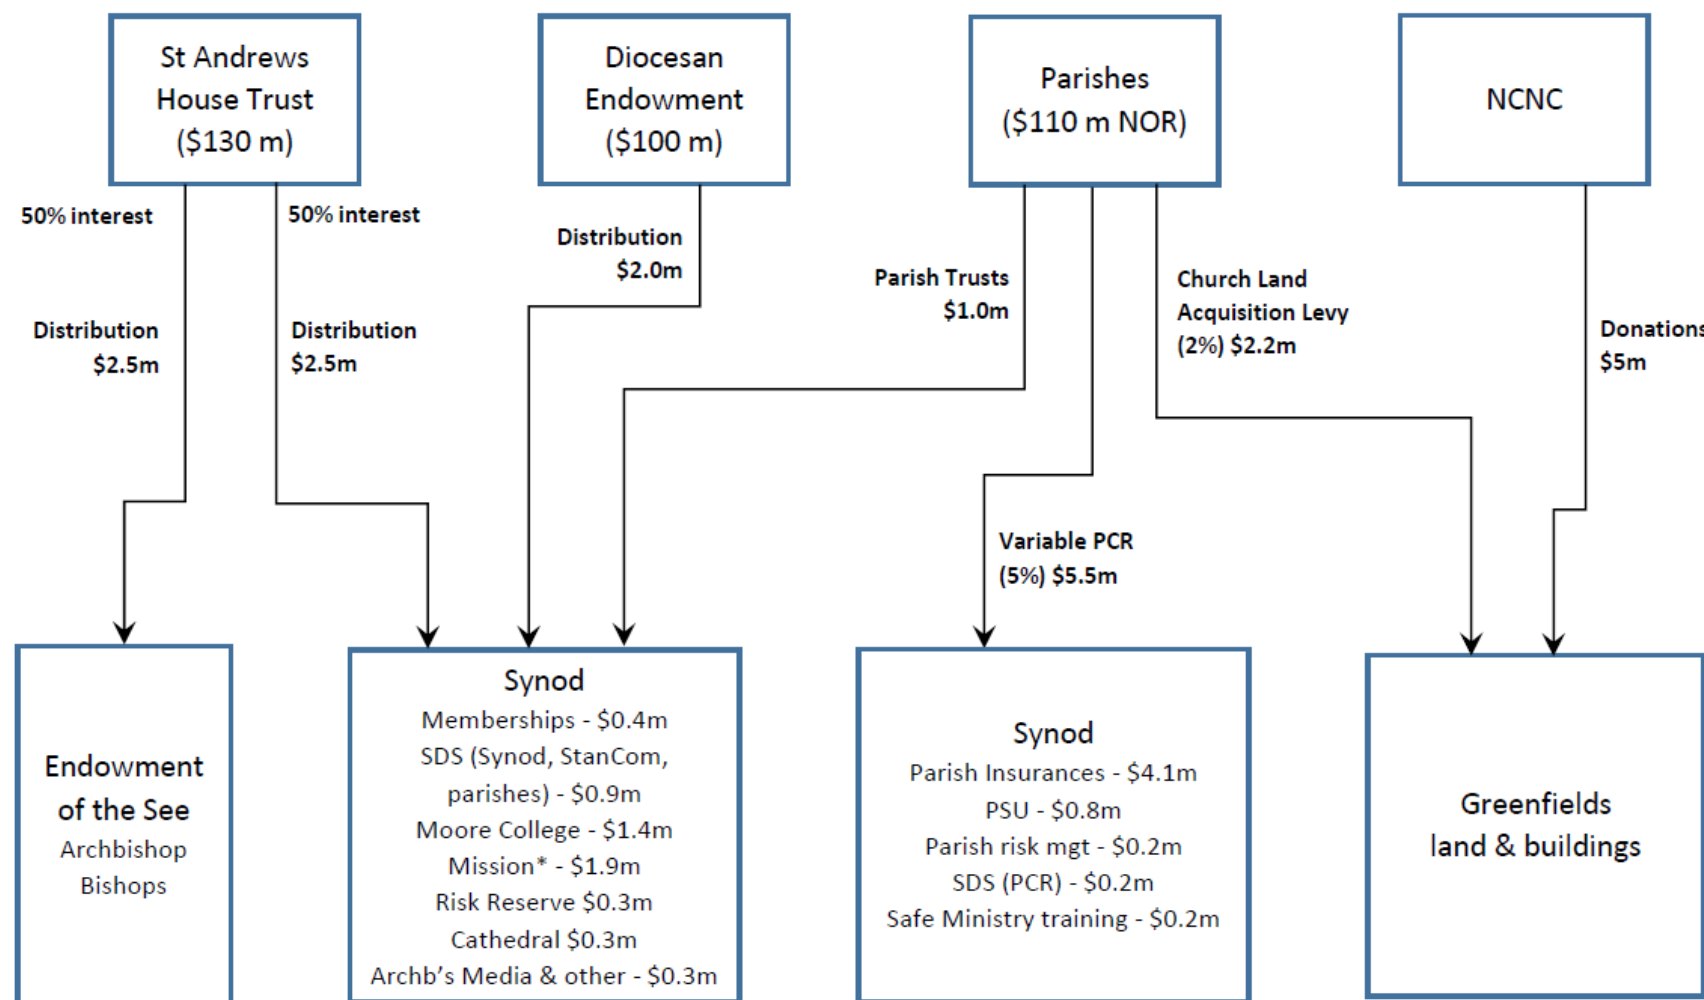 St Andrews
House Trust
($130 m)
Diocesan
Endowment
($100 m)
Parishes
($110 m NOR)
NCNC
50% interest
50% interest
Distribution
$2.0m
Parish Trusts
$1.0m
Church Land
Acquisition Levy
(2%) $2.2m
Distribution
$2.5m
Distribution
$2.5m
Donations
$5m
Variable PCR
(5%) $5.5m
Endowment
of the See
Archbishop
Bishops
Synod
Memberships - $0.4m
SDS (Synod, StanCom,
parishes) - $0.9m
Moore College - $1.4m
Mission* - $1.9m
Risk Reserve $0.3m
Cathedral $0.3m
Archb's Media & other - $0.3m
Synod
Parish Insurances - $4.1m
PSU - $0.8m
Parish risk mgt - $0.2m
SDS (PCR) - $0.2m
Safe Ministry training - $0.2m
Greenfields
land & buildings